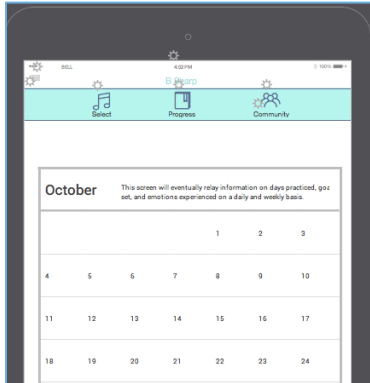 BELL 4:02 PM 100%
B Sharp
Select Progress Community
October
This screen will eventually relay information on days practiced, goa
set, and emotions experienced on a daily and weekly basis.
1 2 3
4 5 6 7 8 9 10
11 12 13 14 15 16 17
18 19 20 21 22 23 24